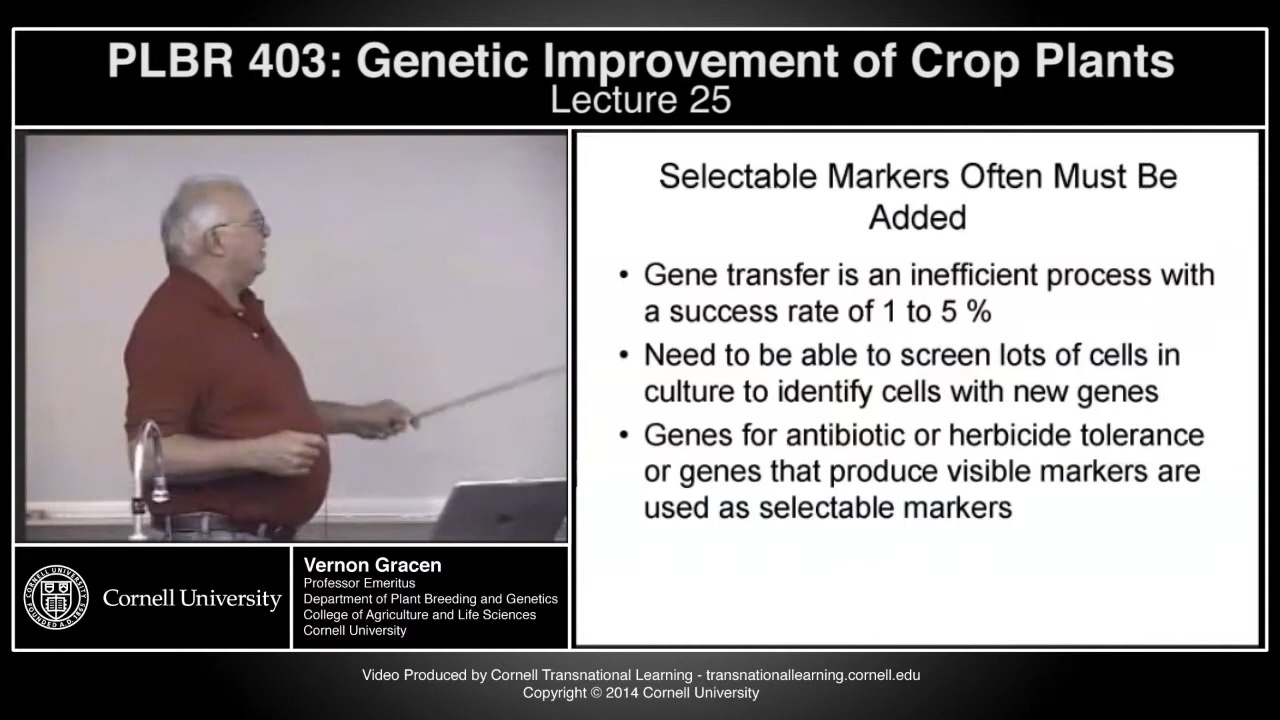 PLBR 403: Genetic Improvement of Crop Plants
Lecture 25
Selectable Markers Often Must Be
Added
• Gene transfer is an inefficient process with
a success rate of 1 to 5 %
• Need to be able to screen lots of cells in
culture to identify cells with new genes
• Genes for antibiotic or herbicide tolerance
or genes that produce visible markers are
used as selectable markers
Cornell University
Vernon Gracen
Professor Emeritus
Department of Plant Breeding and Genetics
College of Agriculture and Life Sciences
Cornell University
Video Produced by Cornell Transnational Learning - transnationallearning.cornell.edu
Copyright © 2014 Cornell University